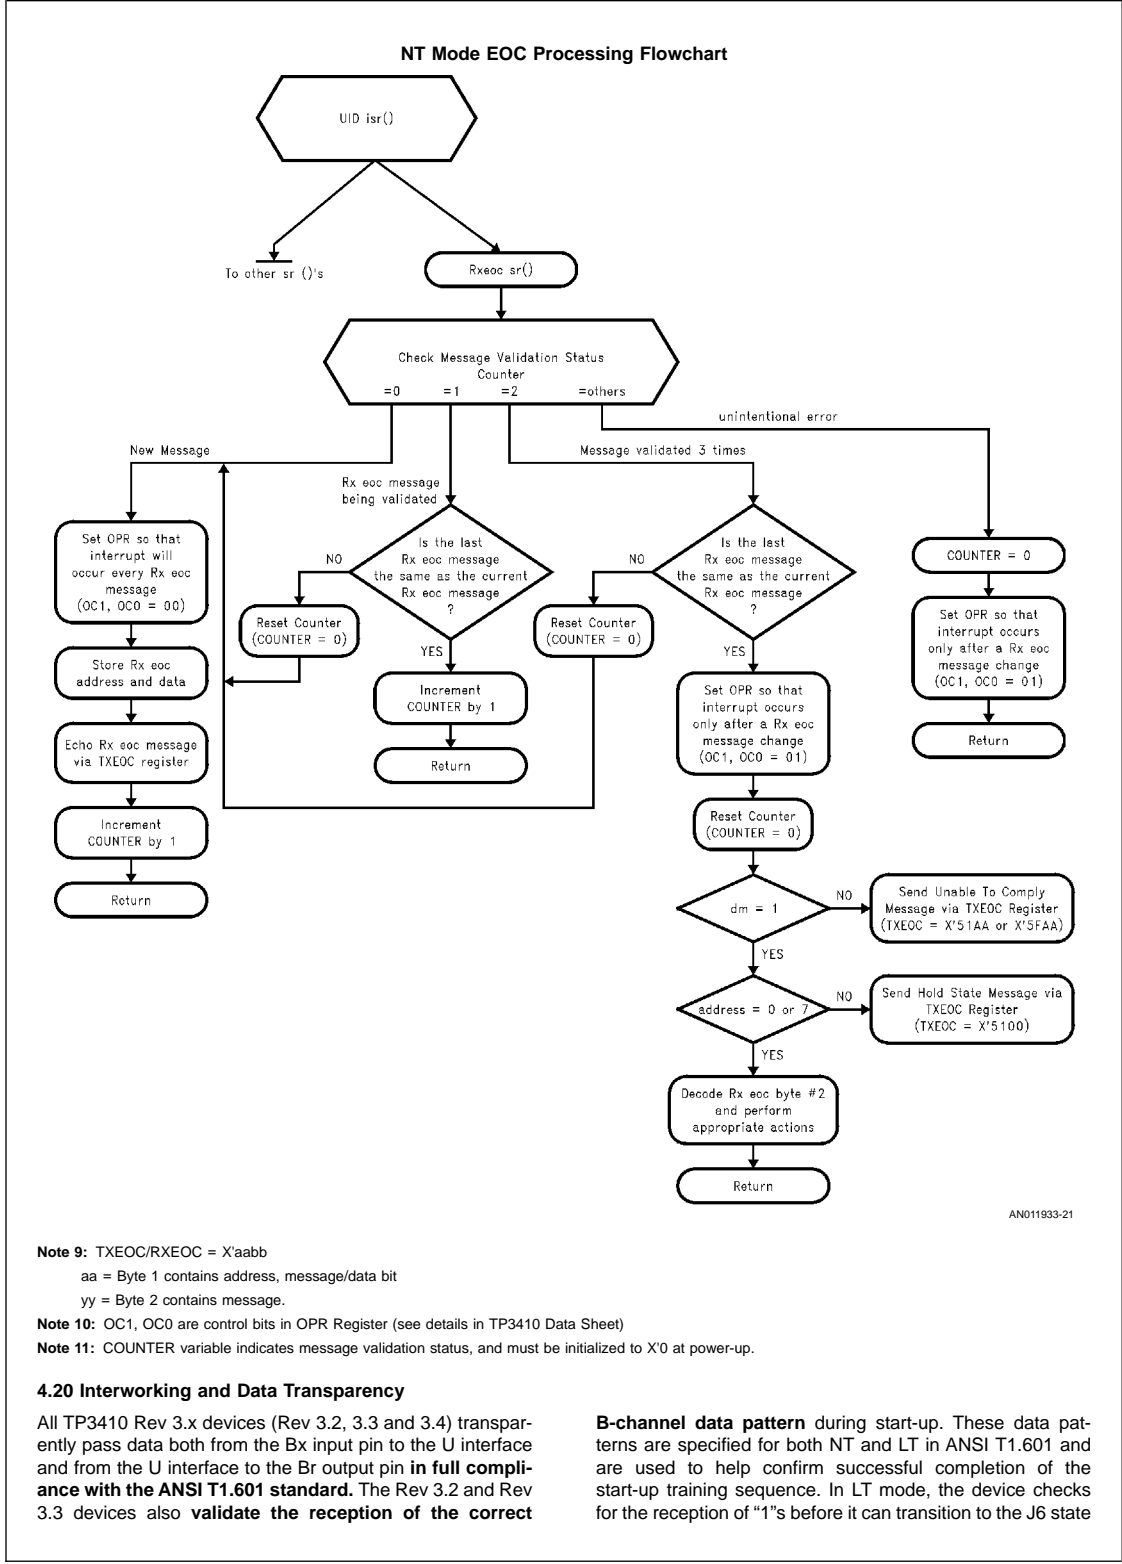 NT Mode EOC Processing Flowchart
UID isr()
To other sr ()'s
Rxeoc sr()
Check Message Validation Status
Counter
=0 =1 =2 =others
unintentional error
New Message
Message validated 3 times
Rx eoc message
being validated
Set OPR so that
interrupt will
occur every Rx eoc
message
(OC1, OC0 = 00)
Store Rx eoc
address and data
Echo Rx eoc message
via TXEOC register
Increment
COUNTER by 1
Return
NO
Is the last
Rx eoc message
the same as the current
Rx eoc message
?
Reset Counter
(COUNTER = 0)
YES
Increment
COUNTER by 1
Return
NO
Is the last
Rx eoc message
the same as the current
Rx eoc message
?
Reset Counter
(COUNTER = 0)
YES
Set OPR so that
interrupt occurs
only after a Rx eoc
message change
(OC1, OC0 = 01)
Reset Counter
(COUNTER = 0)
dm = 1
NO
Send Unable To Comply
Message via TXEOC Register
(TXEOC = X'51AA or X'5FAA)
YES
address = 0 or 7
NO
Send Hold State Message via
TXEOC Register
(TXEOC = X'5100)
YES
Decode Rx eoc byte #2
and perform
appropriate actions
Return
COUNTER = 0
Set OPR so that
interrupt occurs
only after a Rx eoc
message change
(OC1, OC0 = 01)
Return
AN011933-21
Note 9: TXEOC/RXEOC = X'aabb
aa = Byte 1 contains address, message/data bit
yy = Byte 2 contains message.
Note 10: OC1, OC0 are control bits in OPR Register (see details in TP3410 Data Sheet)
Note 11: COUNTER variable indicates message validation status, and must be initialized to X'0 at power-up.
4.20 Interworking and Data Transparency
All TP3410 Rev 3.x devices (Rev 3.2, 3.3 and 3.4) transpar-
ently pass data both from the Bx input pin to the U interface
and from the U interface to the Br output pin in full compli-
ance with the ANSI T1.601 standard. The Rev 3.2 and Rev
3.3 devices also validate the reception of the correct
B-channel data pattern during start-up. These data pat-
terns are specified for both NT and LT in ANSI T1.601 and
are used to help confirm successful completion of the
start-up training sequence. In LT mode, the device checks
for the reception of “1”s before it can transition to the J6 state